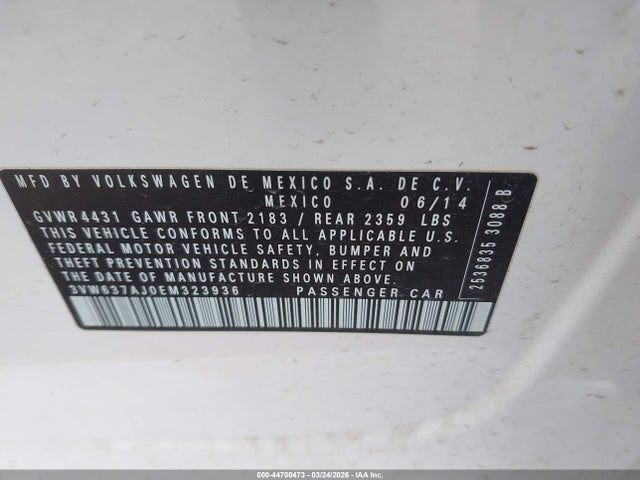 MFD BY VOLKSWAGEN DE MEXICO S.A. DE C.V.
MEXICO 06/14
GVWR4431 GAWR FRONT 2183 / REAR 2359 LBS
THIS VEHICLE CONFORMS TO ALL APPLICABLE U.S.
FEDERAL MOTOR VEHICLE SAFETY, BUMPER AND
THEFT PREVENTION STANDARDS IN EFFECT ON
THE DATE OF MANUFACTURE SHOWN ABOVE.
3VW637AJ0EM323936 PASSENGER CAR
2536835 3088 B
000-44700473 - 03/24/2026 - IAA Inc.